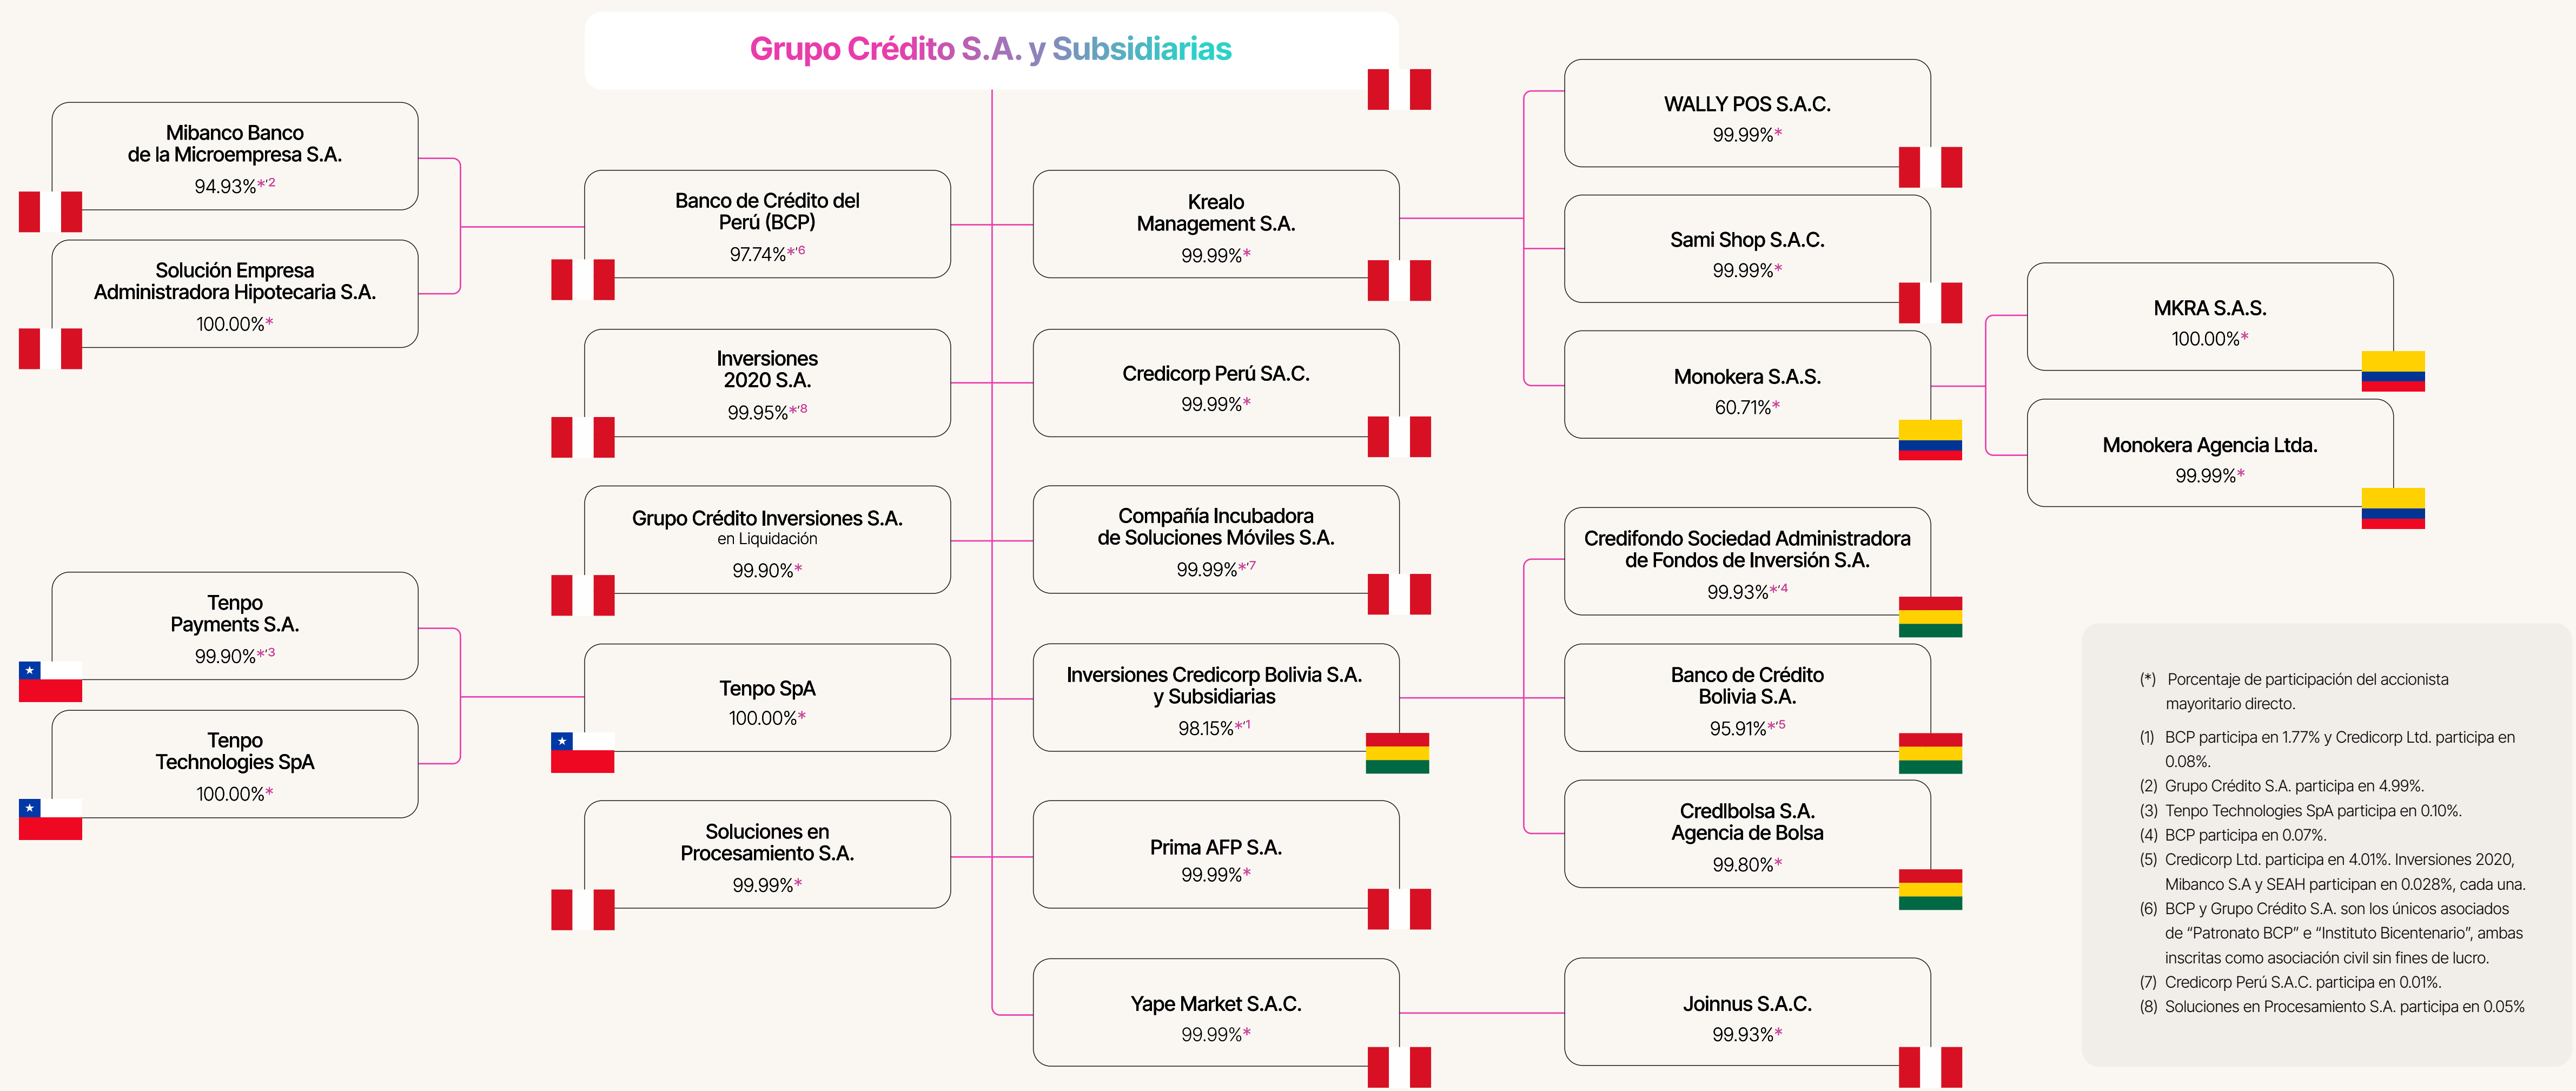 Grupo Crédito S.A. y Subsidiarias
Mibanco Banco
de la Microempresa S.A.
94.93%*’2
Solución Empresa
Administradora Hipotecaria S.A.
100.00%*
Tenpo
Payments S.A.
99.90%*’3
Tenpo
Technologies SpA
100.00%*
Banco de Crédito del
Perú (BCP)
97.74%*’6
Inversiones
2020 S.A.
99.95%*’8
Grupo Crédito Inversiones S.A.
en Liquidación
99.90%*
Tenpo SpA
100.00%*
Soluciones en
Procesamiento S.A.
99.99%*
Krealo
Management S.A.
99.99%*
Credicorp Perú SA.C.
99.99%*
Compañía Incubadora
de Soluciones Móviles S.A.
99.99%*’7
Inversiones Credicorp Bolivia S.A.
y Subsidiarias
98.15%*’1
Prima AFP S.A.
99.99%*
Yape Market S.A.C.
99.99%*
WALLY POS S.A.C.
99.99%*
Sami Shop S.A.C.
99.99%*
Monokera S.A.S.
60.71%*
Credifondo Sociedad Administradora
de Fondos de Inversión S.A.
99.93%*’4
Banco de Crédito
Bolivia S.A.
95.91%*’5
Credlbolsa S.A.
Agencia de Bolsa
99.80%*
Joinnus S.A.C.
99.93%*
MKRA S.A.S.
100.00%*
Monokera Agencia Ltda.
99.99%*
(*) Porcentaje de participación del accionista
mayoritario directo.
(1) BCP participa en 1.77% y Credicorp Ltd. participa en
0.08%.
(2) Grupo Crédito S.A. participa en 4.99%.
(3) Tenpo Technologies SpA participa en 0.10%.
(4) BCP participa en 0.07%.
(5) Credicorp Ltd. participa en 4.01%. Inversiones 2020,
Mibanco S.A y SEAH participan en 0.028%, cada una.
(6) BCP y Grupo Crédito S.A. son los únicos asociados
de “Patronato BCP” e “Instituto Bicentenario”, ambas
inscritas como asociación civil sin fines de lucro.
(7) Credicorp Perú S.A.C. participa en 0.01%.
(8) Soluciones en Procesamiento S.A. participa en 0.05%